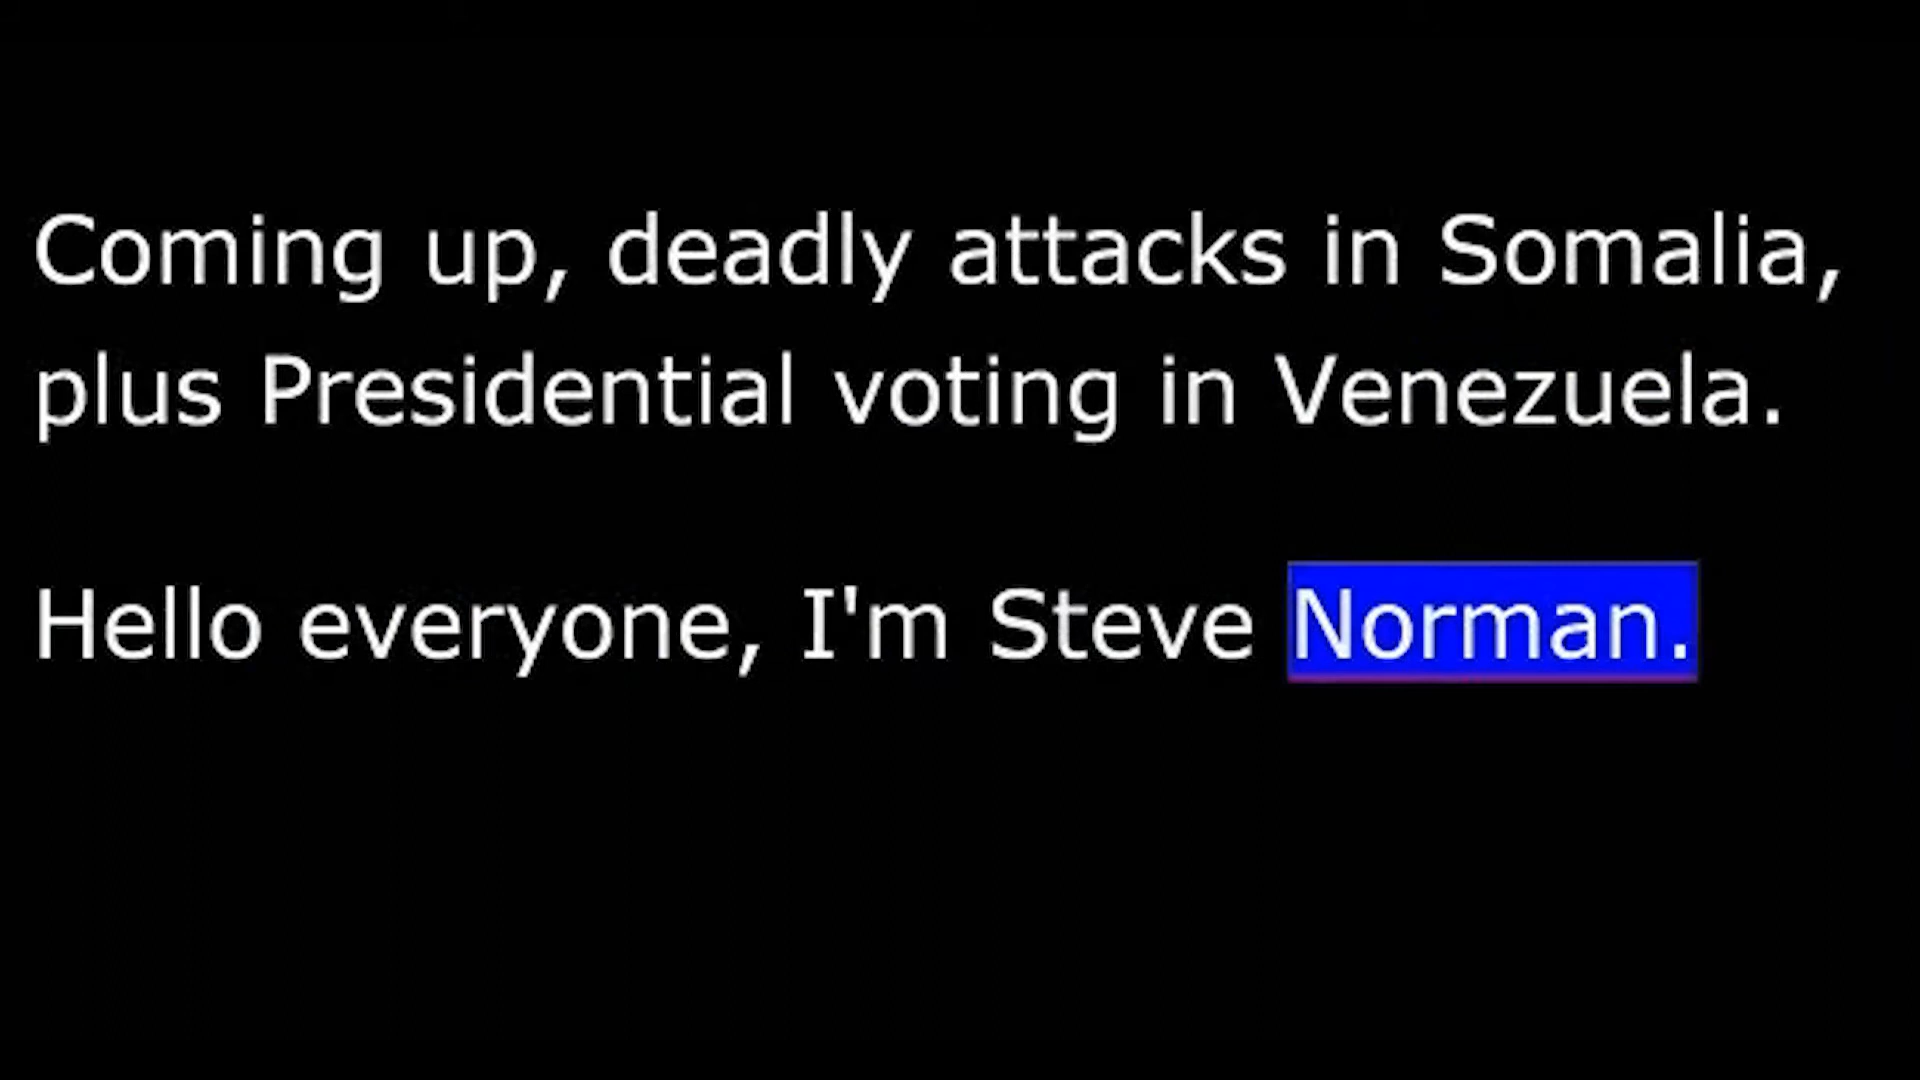 Coming up, deadly attacks in Somalia,
plus Presidential voting in Venezuela.
Hello everyone, I'm Steve Norman.